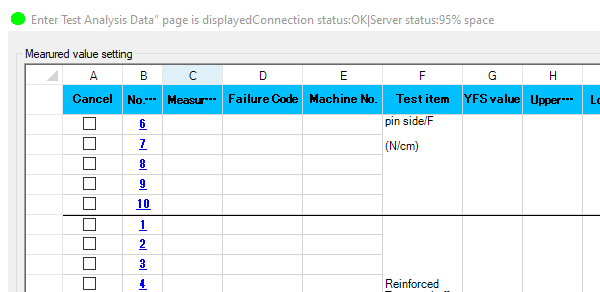 Enter Test Analysis Data" page is displayedConnection status:OK|Server status:95% space
Mearured value setting
A B C D E F G H
Cancel No.··· Measur··· Failure Code Machine No. Test item YFS value Upper··· Lo
6 pin side/F
7 (N/cm)
8
9
10
1
2
3
4 Reinforced